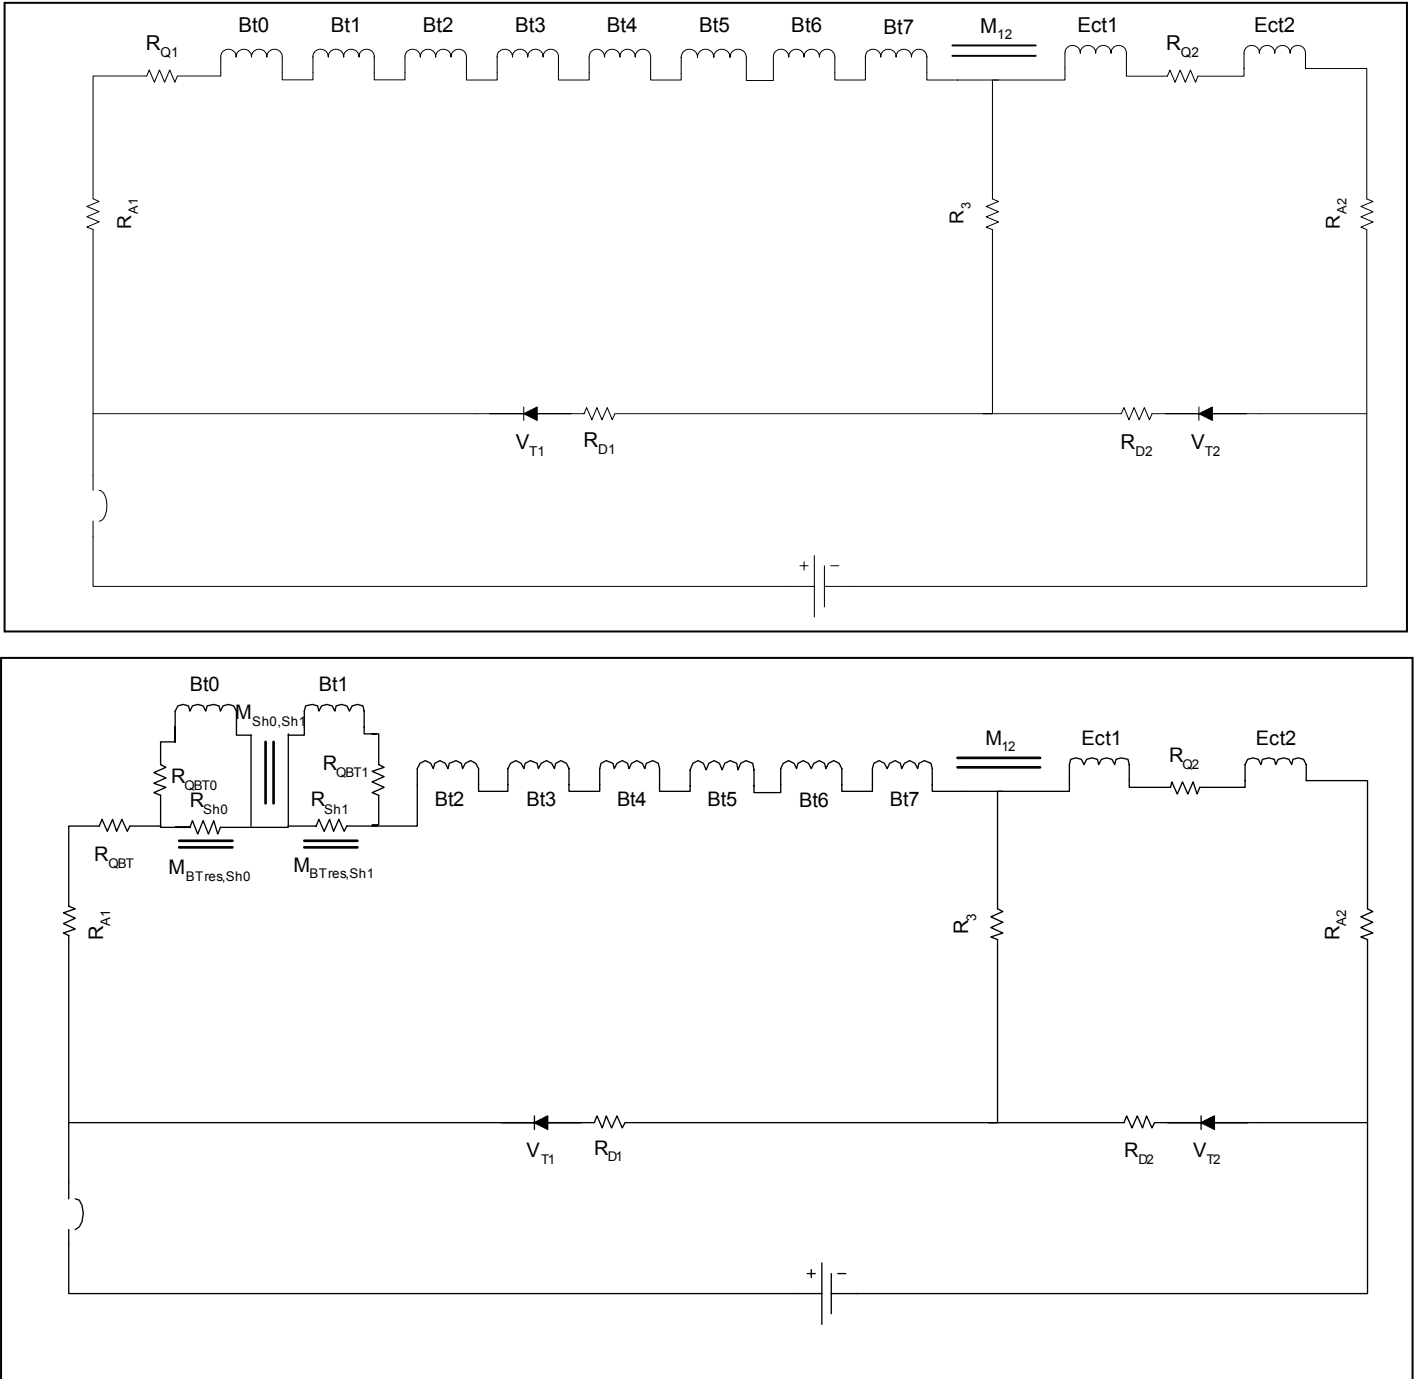 Bt0 Bt1 Bt2 Bt3 Bt4 Bt5 Bt6 Bt7 M12 Ect1 RQ2 Ect2
RQ1
RA1 R3 RA2
VT1 RD1 RD2 VT2
+ −
Bt0 Bt1
MSh0,Sh1
M12 Ect1 RQ2 Ect2
RQBT0 RQBT1
RSh0 RSh1
Bt2 Bt3 Bt4 Bt5 Bt6 Bt7
RQBT MBTres,Sh0 MBTres,Sh1
RA1 R3 RA2
VT1 RD1 RD2 VT2
+ −